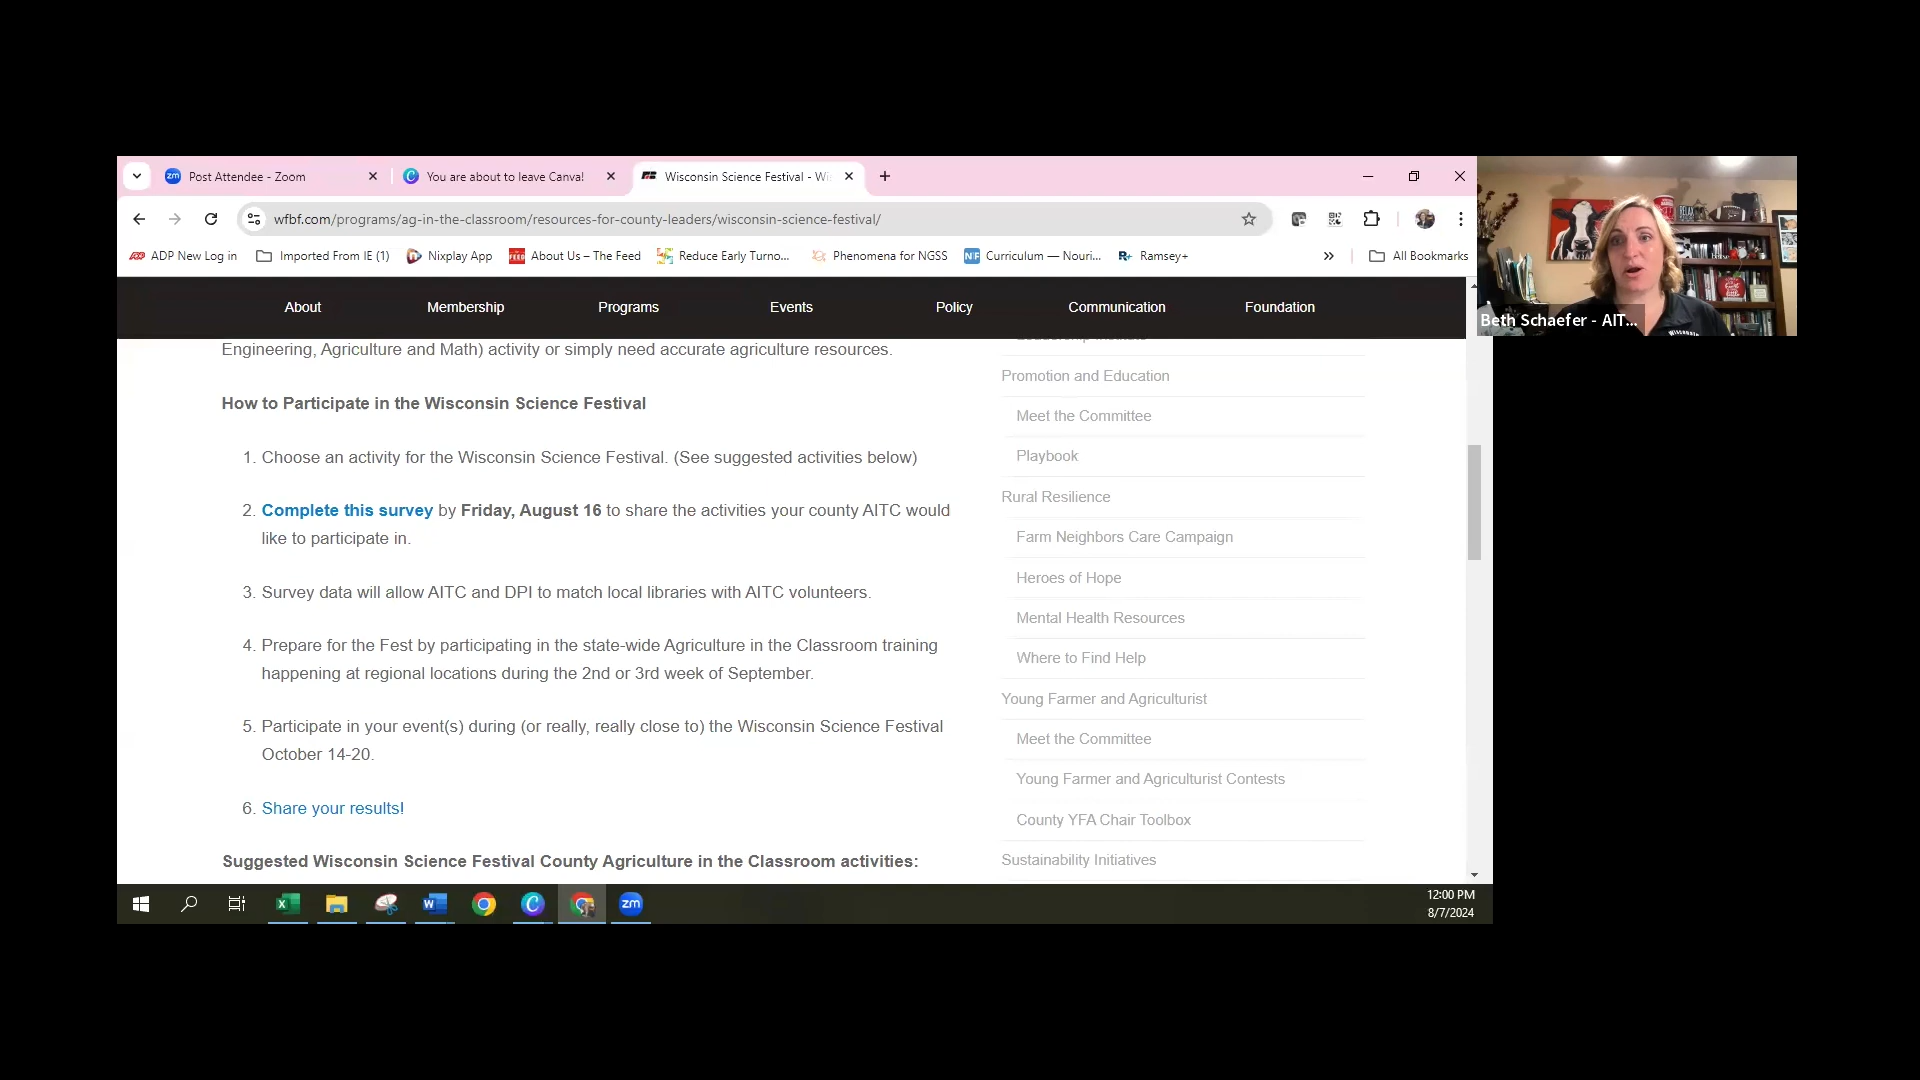 Post Attendee - Zoom
You are about to leave Canva!
Wisconsin Science Festival - Wi
wfbf.com/programs/ag-in-the-classroom/resources-for-county-leaders/wisconsin-science-festival/
ADP New Log in
Imported From IE (1)
Nixplay App
About Us – The Feed
Reduce Early Turno...
Phenomena for NGSS
Curriculum — Nouri...
Ramsey+
All Bookmarks
Beth Schaefer - AIT...
About
Membership
Programs
Events
Policy
Communication
Foundation
Engineering, Agriculture and Math) activity or simply need accurate agriculture resources.
How to Participate in the Wisconsin Science Festival
1. Choose an activity for the Wisconsin Science Festival. (See suggested activities below)
2. Complete this survey by Friday, August 16 to share the activities your county AITC would
like to participate in.
3. Survey data will allow AITC and DPI to match local libraries with AITC volunteers.
4. Prepare for the Fest by participating in the state-wide Agriculture in the Classroom training
happening at regional locations during the 2nd or 3rd week of September.
5. Participate in your event(s) during (or really, really close to) the Wisconsin Science Festival
October 14-20.
6. Share your results!
Suggested Wisconsin Science Festival County Agriculture in the Classroom activities:
Promotion and Education
Meet the Committee
Playbook
Rural Resilience
Farm Neighbors Care Campaign
Heroes of Hope
Mental Health Resources
Where to Find Help
Young Farmer and Agriculturist
Meet the Committee
Young Farmer and Agriculturist Contests
County YFA Chair Toolbox
Sustainability Initiatives
12:00 PM
8/7/2024